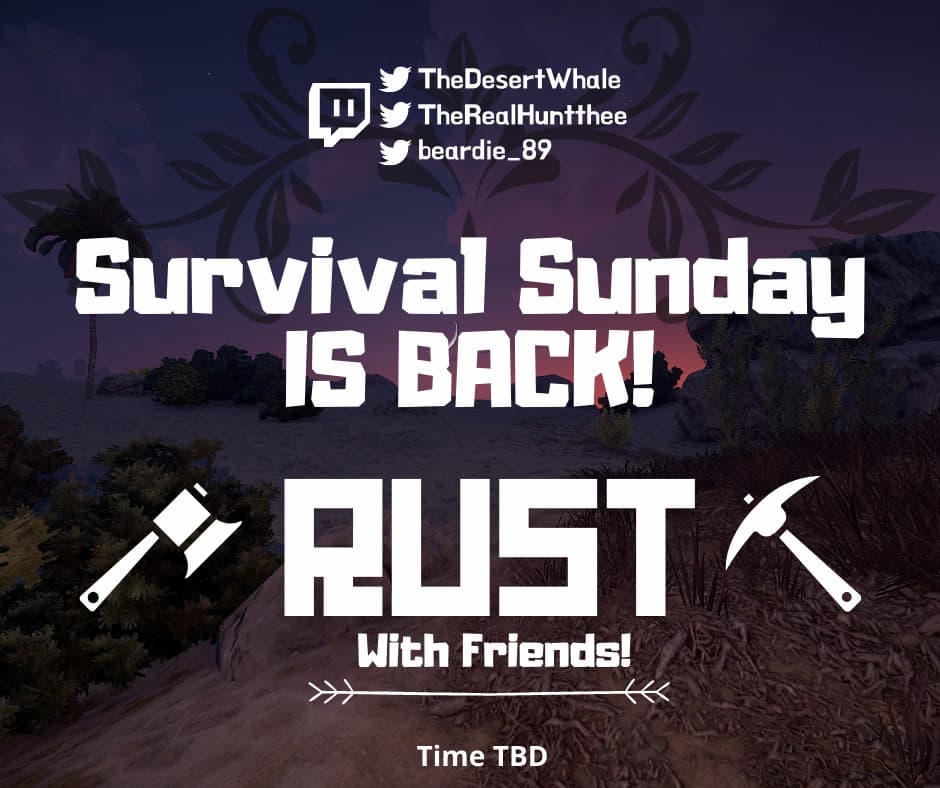 TheDesertWhale
TheRealHuntthee
beardie_89
Survival Sunday
IS BACK!
RUST
With Friends!
Time TBD